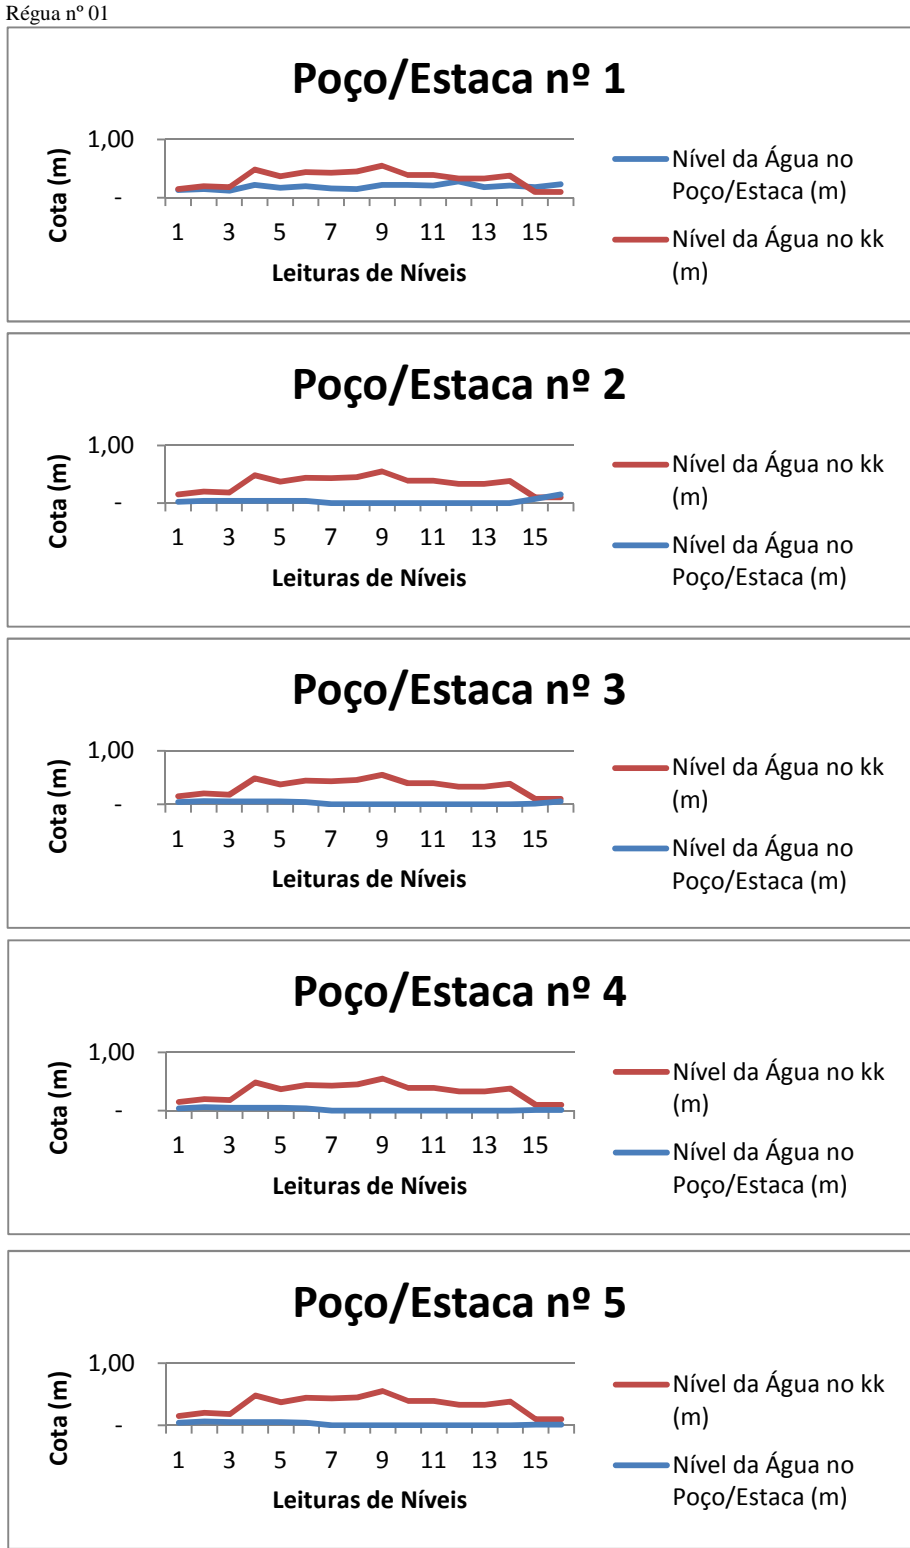 Régua nº 01
Poço/Estaca nº 1
1,00
-
Cota (m)
1 3 5 7 9 11 13 15
Leituras de Níveis
Nível da Água no
Poço/Estaca (m)
Nível da Água no kk
(m)
Poço/Estaca nº 2
1,00
-
Cota (m)
1 3 5 7 9 11 13 15
Leituras de Níveis
Nível da Água no kk
(m)
Nível da Água no
Poço/Estaca (m)
Poço/Estaca nº 3
1,00
-
Cota (m)
1 3 5 7 9 11 13 15
Leituras de Níveis
Nível da Água no kk
(m)
Nível da Água no
Poço/Estaca (m)
Poço/Estaca nº 4
1,00
-
Cota (m)
1 3 5 7 9 11 13 15
Leituras de Níveis
Nível da Água no kk
(m)
Nível da Água no
Poço/Estaca (m)
Poço/Estaca nº 5
1,00
-
Cota (m)
1 3 5 7 9 11 13 15
Leituras de Níveis
Nível da Água no kk
(m)
Nível da Água no
Poço/Estaca (m)